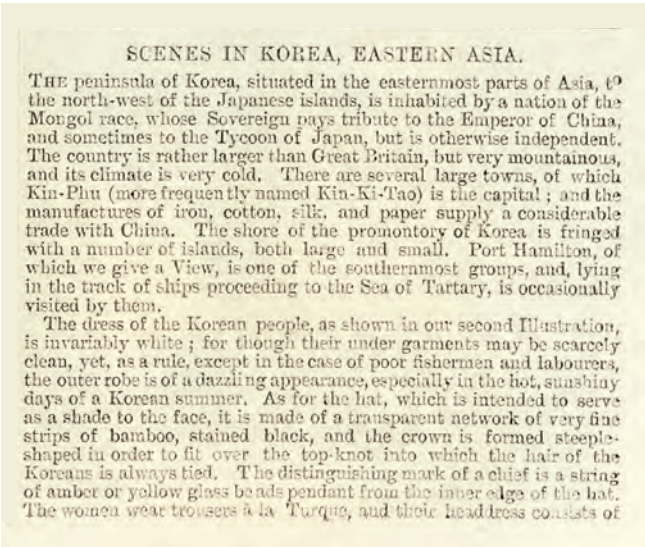 SCENES IN KOREA, EASTERN ASIA.
THE peninsula of Korea, situated in the easternmost parts of Asia, to
the north-west of the Japanese islands, is inhabited by a nation of the
Mongol race, whose Sovereign pays tribute to the Emperor of China,
and sometimes to the Tycoon of Japan, but is otherwise independent.
The country is rather larger than Great Britain, but very mountainous,
and its climate is very cold. There are several large towns, of which
Kin-Phu (more frequently named Kin-Ki-Tao) is the capital; and the
manufactures of iron, cotton, silk, and paper supply a considerable
trade with China. The shore of the promontory of Korea is fringed
with a number of islands, both large and small. Port Hamilton, of
which we give a View, is one of the southernmost groups, and, lying
in the track of ships proceeding to the Sea of Tartary, is occasionally
visited by them.
The dress of the Korean people, as shown in our second Illustration,
is invariably white; for though their under garments may be scarcely
clean, yet, as a rule, except in the case of poor fishermen and labourers,
the outer robe is of a dazzling appearance, especially in the hot, sunshiny
days of a Korean summer. As for the hat, which is intended to serve
as a shade to the face, it is made of a transparent network of very fine
strips of bamboo, stained black, and the crown is formed steeple-
shaped in order to fit over the top-knot into which the hair of the
Koreans is always tied. The distinguishing mark of a chief is a string
of amber or yellow glass beads pendant from the inner edge of the hat.
The women wear trousers à la Turque, and their headdress consists of